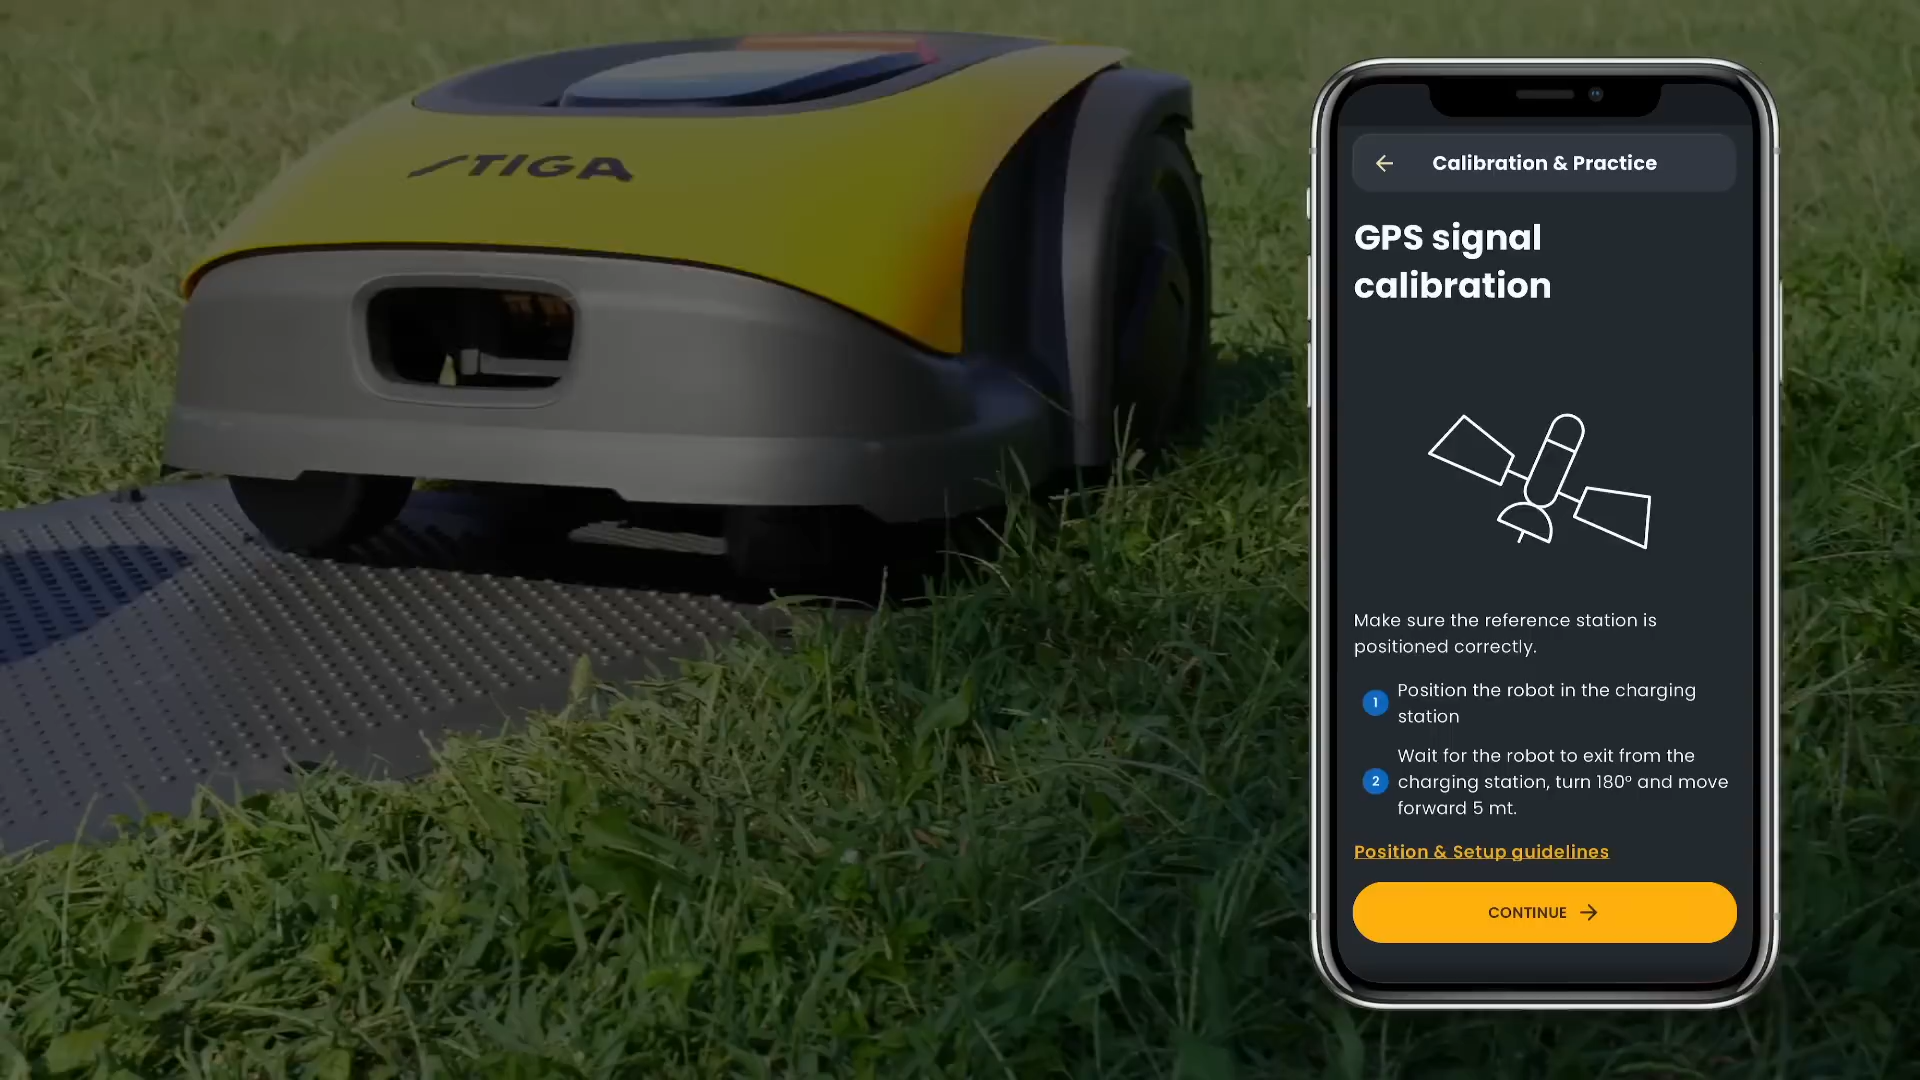 STIGA
Calibration & Practice
GPS signal
calibration
Make sure the reference station is
positioned correctly.
1 Position the robot in the charging
station
2 Wait for the robot to exit from the
charging station, turn 180° and move
forward 5 mt.
Position & Setup guidelines
CONTINUE